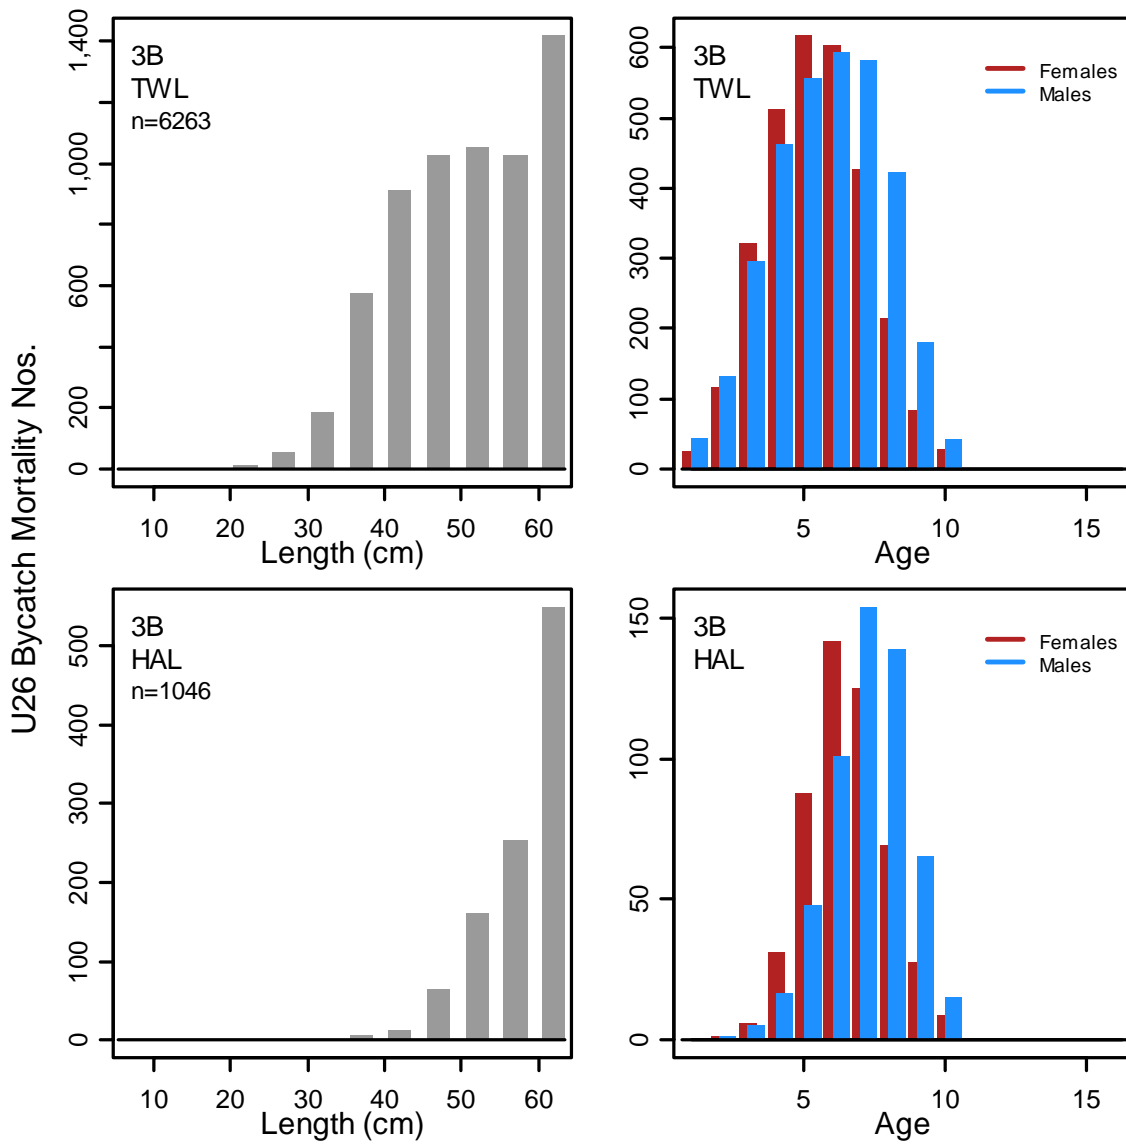 U26 Bycatch Mortality Nos.
3B
TWL
n=6263
0
200
600
1,000
1,400
10 20 30 40 50 60
Length (cm)
3B
TWL
Females
Males
0
100
200
300
400
500
600
5 10 15
Age
3B
HAL
n=1046
0
100
200
300
400
500
10 20 30 40 50 60
Length (cm)
3B
HAL
Females
Males
0
50
100
150
5 10 15
Age